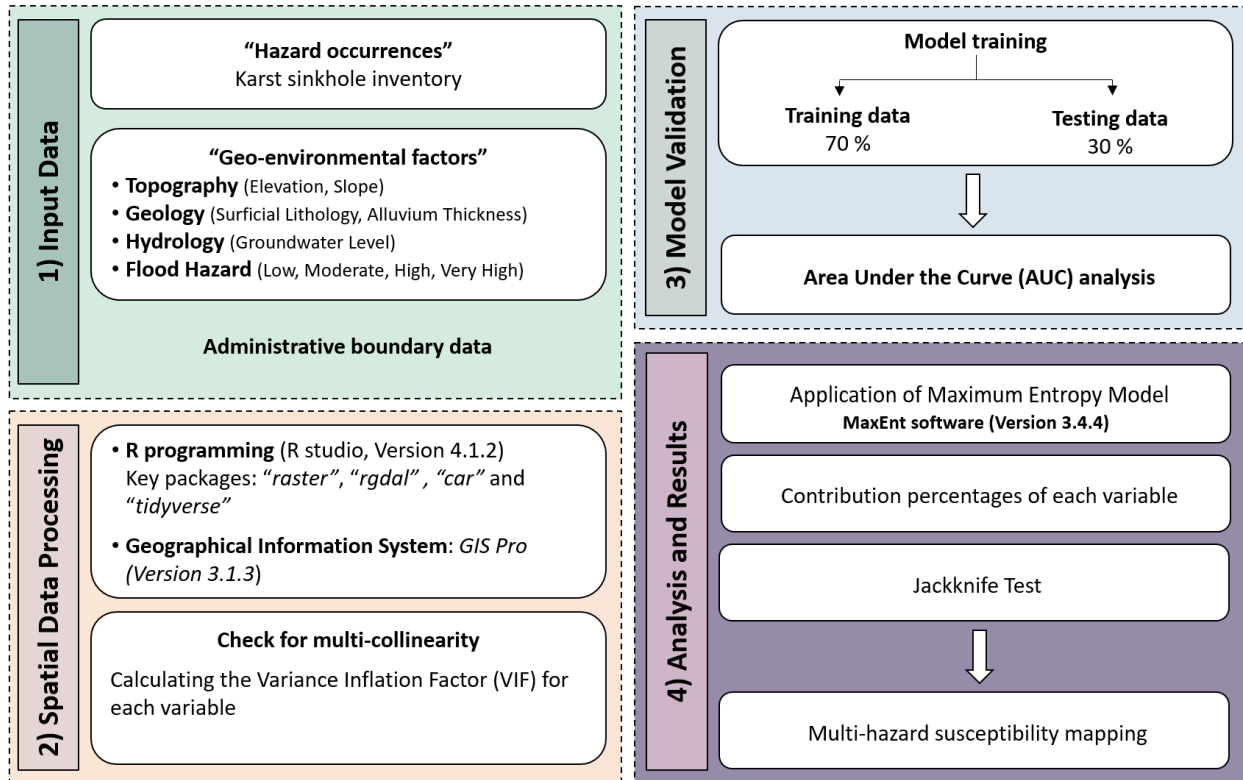 1) Input Data
“Hazard occurrences”
Karst sinkhole inventory
“Geo-environmental factors”
• Topography (Elevation, Slope)
• Geology (Surficial Lithology, Alluvium Thickness)
• Hydrology (Groundwater Level)
• Flood Hazard (Low, Moderate, High, Very High)
Administrative boundary data
2) Spatial Data Processing
• R programming (R studio, Version 4.1.2)
Key packages: “raster”, “rgdal” , “car” and
“tidyverse”
• Geographical Information System: GIS Pro
(Version 3.1.3)
Check for multi-collinearity
Calculating the Variance Inflation Factor (VIF) for
each variable
3) Model Validation
Model training
Training data
70 %
Testing data
30 %
Area Under the Curve (AUC) analysis
4) Analysis and Results
Application of Maximum Entropy Model
MaxEnt software (Version 3.4.4)
Contribution percentages of each variable
Jackknife Test
Multi-hazard susceptibility mapping